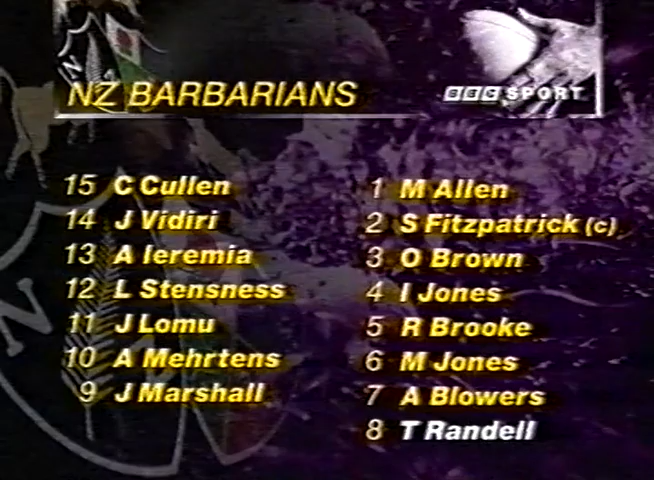 NZ BARBARIANS
BBC SPORT
15 C Cullen
14 J Vidiri
13 A Ieremia
12 L Stensness
11 J Lomu
10 A Mehrtens
9 J Marshall
1 M Allen
2 S Fitzpatrick (c)
3 O Brown
4 I Jones
5 R Brooke
6 M Jones
7 A Blowers
8 T Randell
NZ